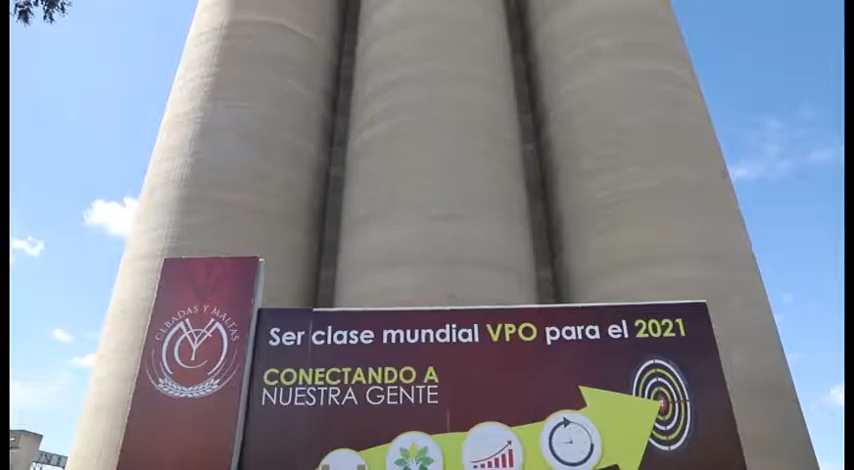 CEBADAS Y MALTAS
Ser clase mundial VPO para el 2021
CONECTANDO A
NUESTRA GENTE